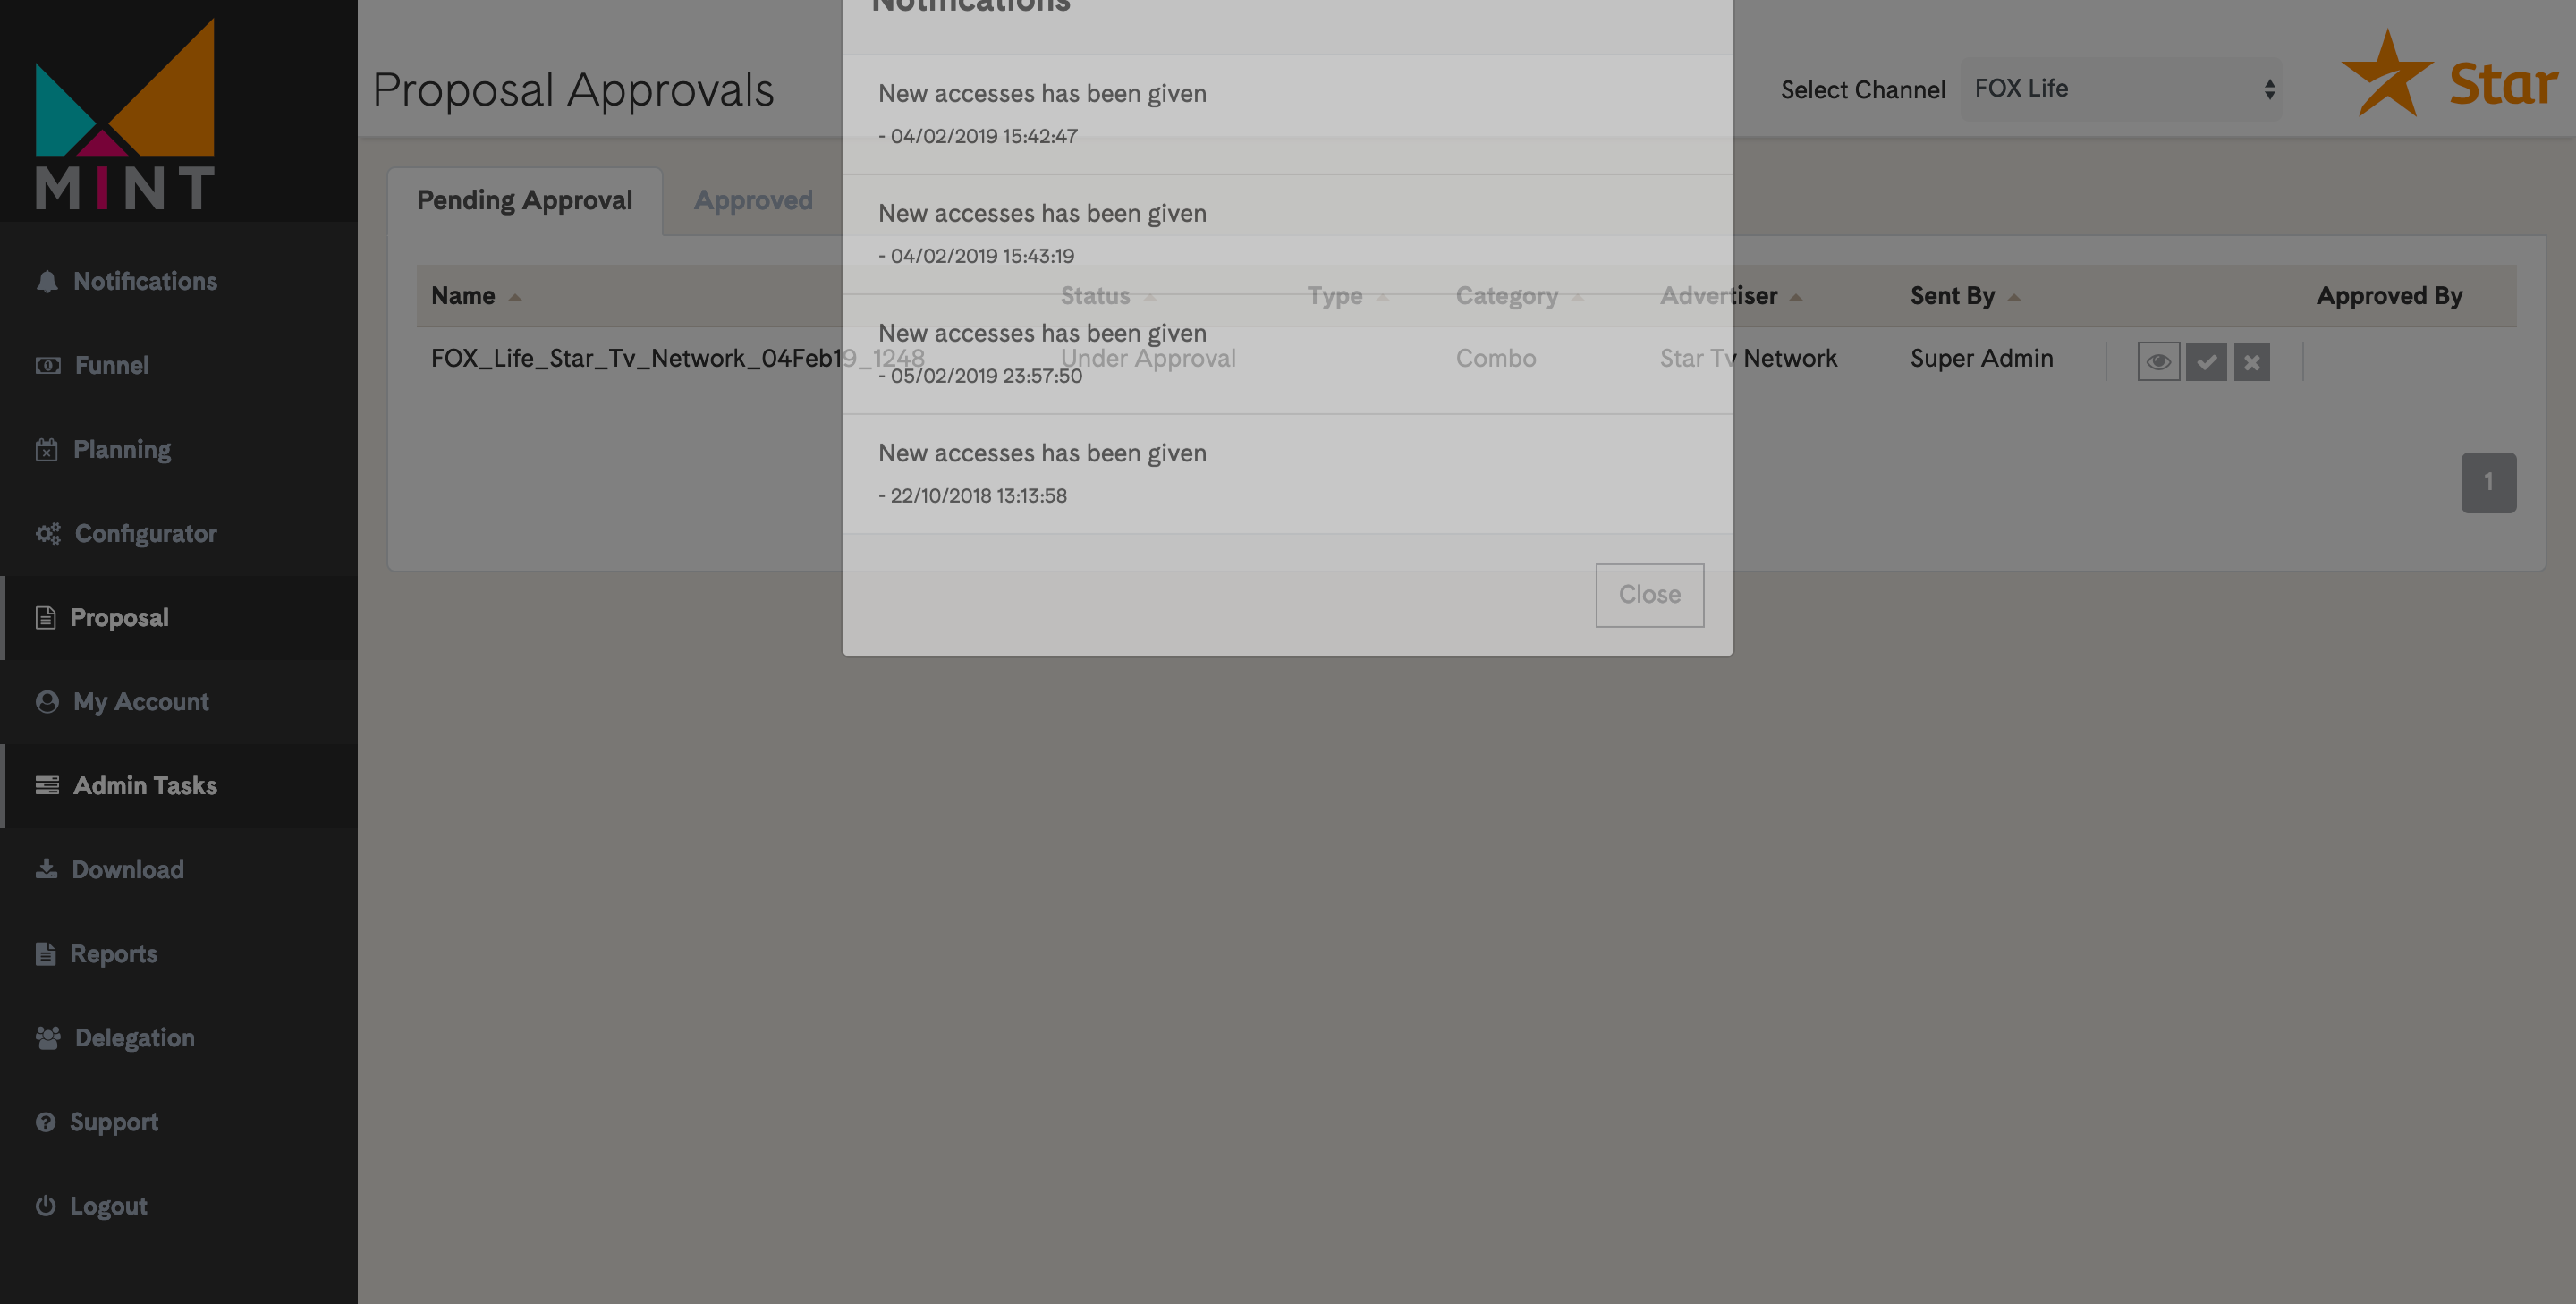 MINT
Notifications
Funnel
Planning
Configurator
Proposal
My Account
Admin Tasks
Download
Reports
Delegation
Support
Logout
Proposal Approvals
Select Channel
FOX Life
Star
Pending Approval
Approved
Name
Status
Type
Category
Advertiser
Sent By
Approved By
FOX_Life_Star_Tv_Network_04Feb19_1248
Under Approval
Combo
Star Tv Network
Super Admin
1
Notifications
New accesses has been given
- 04/02/2019 15:42:47
New accesses has been given
- 04/02/2019 15:43:19
New accesses has been given
- 05/02/2019 23:57:50
New accesses has been given
- 22/10/2018 13:13:58
Close